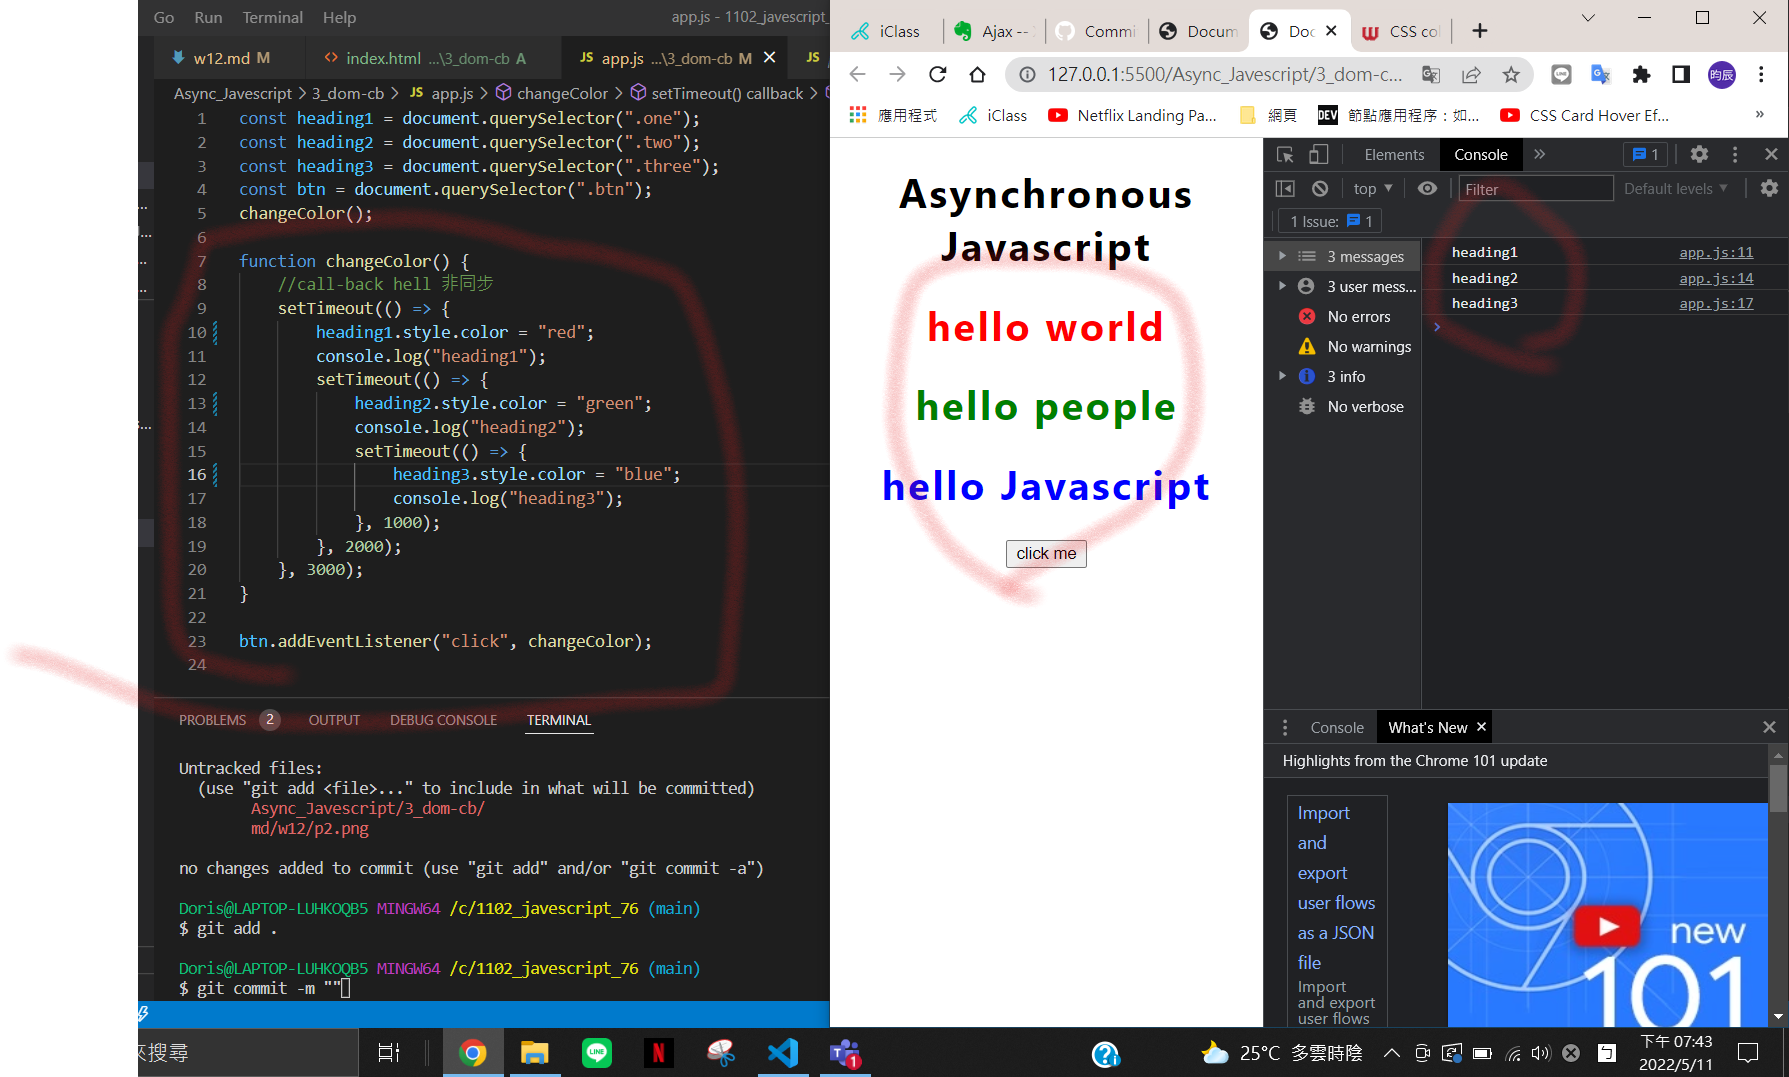 Go Run Terminal Help app.js - 1102_javescript_
w12.md M index.html ...\3_dom-cb A app.js ...\3_dom-cb M
Async_Javescript > 3_dom-cb > JS app.js > changeColor > setTimeout() callback >
1 const heading1 = document.querySelector(".one");
2 const heading2 = document.querySelector(".two");
3 const heading3 = document.querySelector(".three");
4 const btn = document.querySelector(".btn");
5 changeColor();
6
7 function changeColor() {
8 //call-back hell 非同步
9 setTimeout(() => {
10 heading1.style.color = "red";
11 console.log("heading1");
12 setTimeout(() => {
13 heading2.style.color = "green";
14 console.log("heading2");
15 setTimeout(() => {
16 heading3.style.color = "blue";
17 console.log("heading3");
18 }, 1000);
19 }, 2000);
20 }, 3000);
21 }
22
23 btn.addEventListener("click", changeColor);
24
PROBLEMS 2 OUTPUT DEBUG CONSOLE TERMINAL
Untracked files:
(use "git add <file>..." to include in what will be committed)
Async_Javescript/3_dom-cb/
md/w12/p2.png
no changes added to commit (use "git add" and/or "git commit -a")
Doris@LAPTOP-LUHKOQB5 MINGW64 /c/1102_javescript_76 (main)
$ git add .
Doris@LAPTOP-LUHKOQB5 MINGW64 /c/1102_javescript_76 (main)
$ git commit -m ""
iClass Ajax -- Commi Docum Doc CSS col
127.0.0.1:5500/Async_Javescript/3_dom-c... 昀辰
應用程式 iClass Netflix Landing Pa... 網頁 DEV 節點應用程序：如... CSS Card Hover Ef... »
Asynchronous
Javascript
hello world
hello people
hello Javascript
click me
Elements Console » 1
top Filter Default levels
1 Issue: 1
3 messages
3 user mess...
No errors
No warnings
3 info
No verbose
heading1 app.js:11
heading2 app.js:14
heading3 app.js:17
Console What's New
Highlights from the Chrome 101 update
Import
and
export
user flows
as a JSON
file
Import
and export
user flows
new
101
來搜尋
25°C 多雲時陰 ㄅ 下午 07:43
2022/5/11